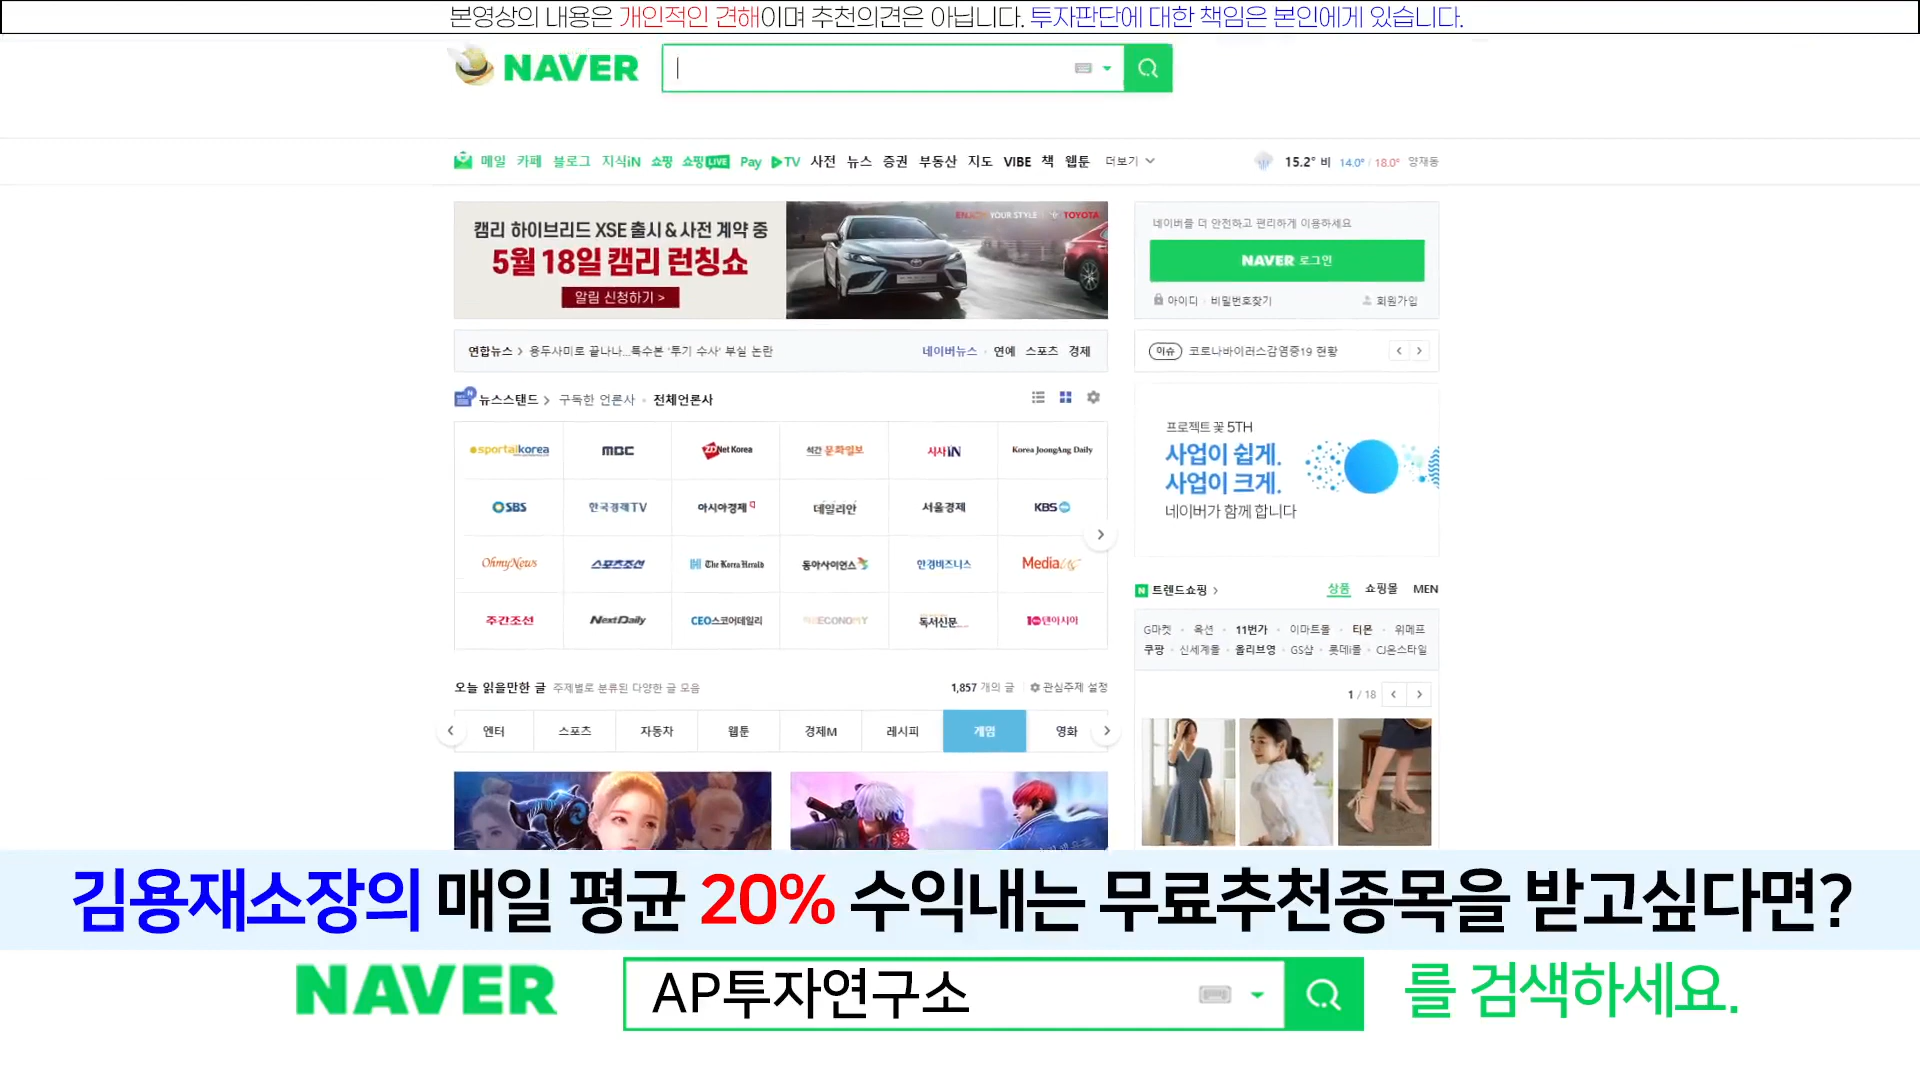 본영상의 내용은 개인적인 견해이며 추천의견은 아닙니다. 투자판단에 대한 책임은 본인에게 있습니다.
NAVER
메일 카페 블로그 지식iN 쇼핑 쇼핑LIVE Pay TV 사전 뉴스 증권 부동산 지도 VIBE 책 웹툰 더보기
15.2° 비 14.0° / 18.0° 양재동
캠리 하이브리드 XSE 출시 & 사전 계약 중
5월 18일 캠리 런칭쇼
알림 신청하기 >
ENJOY YOUR STYLE TOYOTA
네이버를 더 안전하고 편리하게 이용하세요
NAVER 로그인
아이디 · 비밀번호찾기 회원가입
연합뉴스 > 용두사미로 끝나나...특수본 '투기 수사' 부실 논란
네이버뉴스 · 연예 스포츠 경제
이슈 코로나바이러스감염증19 현황
뉴스스탠드 > 구독한 언론사 · 전체언론사
sportalkorea MBC ZDNet Korea 석간 문화일보 시사IN Korea JoongAng Daily
SBS 한국경제TV 아시아경제 데일리안 서울경제 KBS
OhmyNews 스포츠조선 The Korea Herald 동아사이언스 한경비즈니스 Media
주간조선 NextDaily CEO스코어데일리 ECONOMY 독서신문 10텐아시아
프로젝트 꽃 5TH
사업이 쉽게.
사업이 크게.
네이버가 함께 합니다
트렌드쇼핑 > 상품 쇼핑몰 MEN
G마켓 · 옥션 · 11번가 · 이마트몰 · 티몬 · 위메프
쿠팡 · 신세계몰 · 올리브영 · GS샵 · 롯데i몰 · CJ온스타일
1 / 18
오늘 읽을만한 글 주제별로 분류된 다양한 글 모음
1,857 개의 글 관심주제 설정
엔터 스포츠 자동차 웹툰 경제M 레시피 게임 영화
김용재소장의 매일 평균 20% 수익내는 무료추천종목을 받고싶다면?
NAVER AP투자연구소 를 검색하세요.